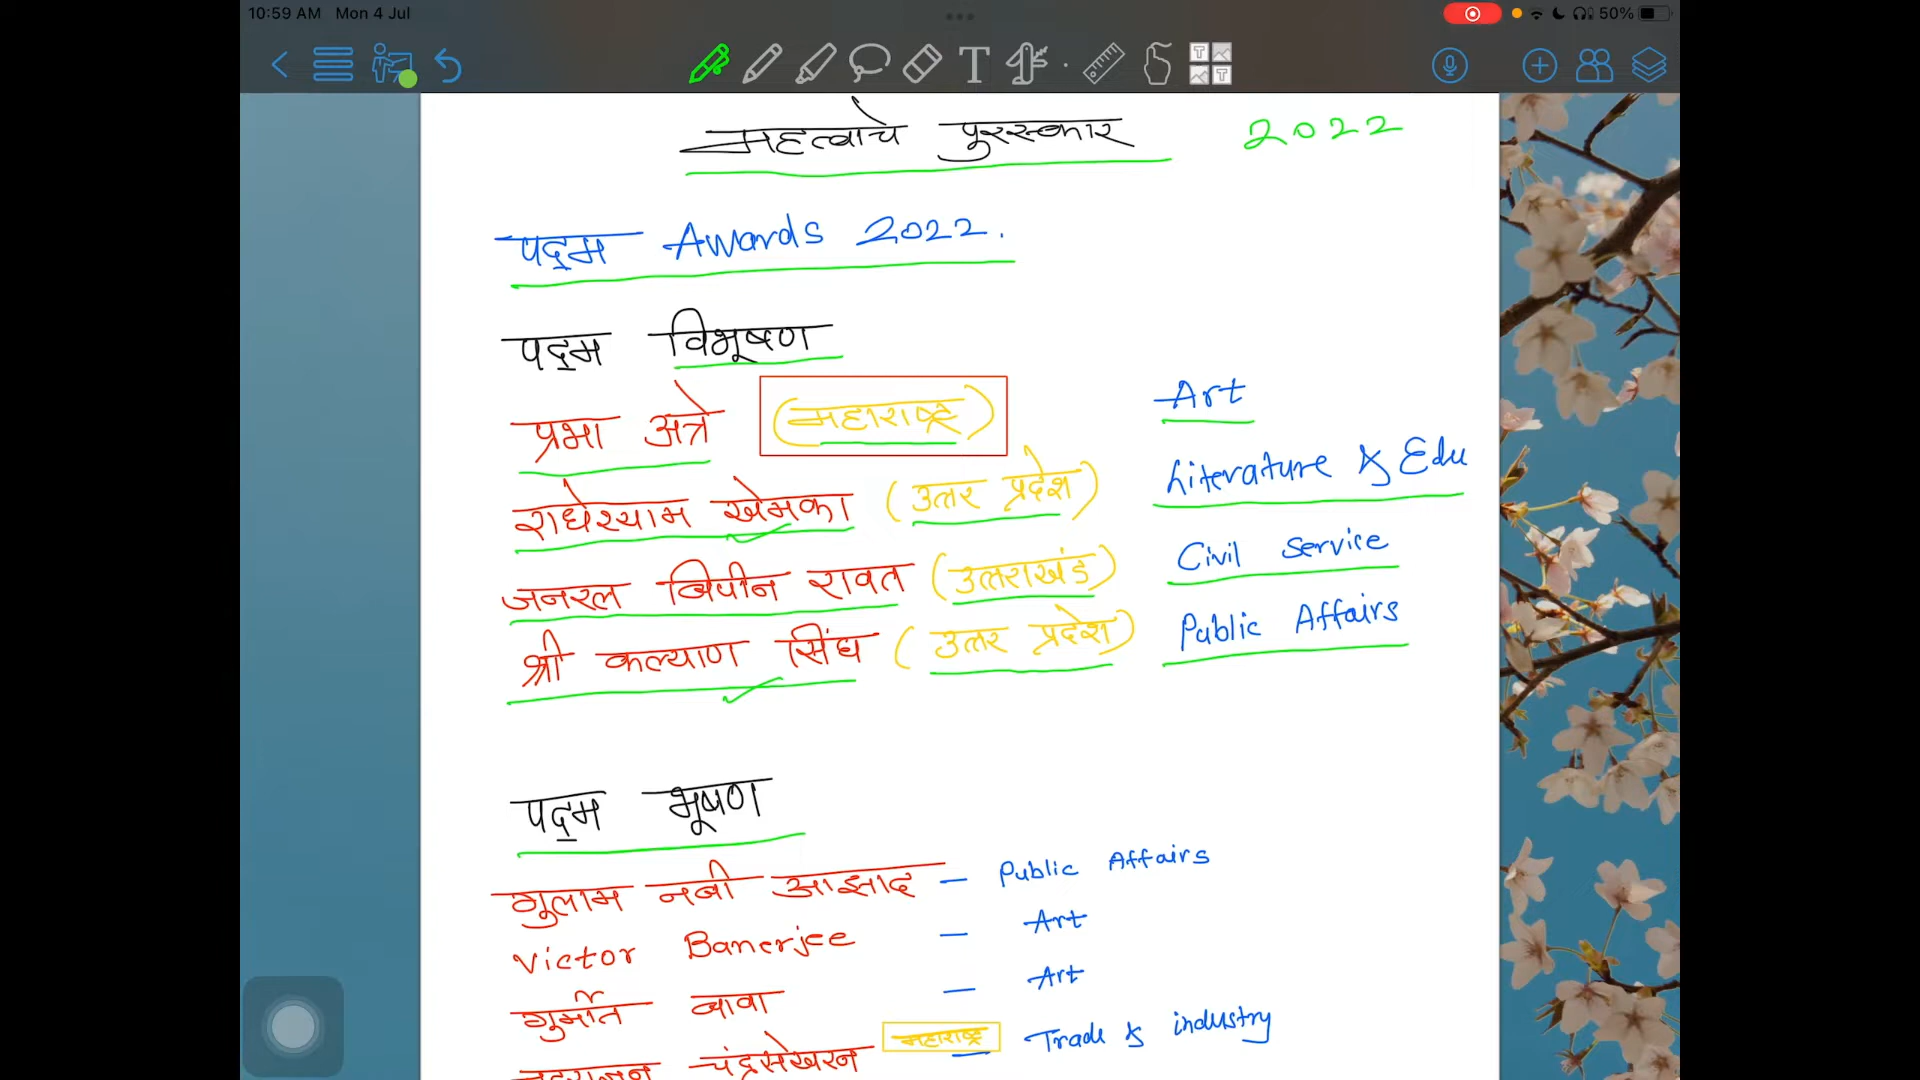 10:59 AM Mon 4 Jul 50%
महत्वाचे पुरस्कार 2022
पद्म Awards 2022.
पद्म विभूषण
प्रभा अत्रे (महाराष्ट्र) Art
राधेश्याम खेमका (उत्तर प्रदेश) Literature & Edu
जनरल बिपीन रावत (उत्तराखंड) Civil Service
श्री कल्याण सिंघ (उत्तर प्रदेश) Public Affairs
पद्म भूषण
गुलाम नबी आझाद — Public Affairs
Victor Banerjee — Art
गुर्मीत बावा — Art
चंद्रसेखरन महाराष्ट्र — Trade & industry